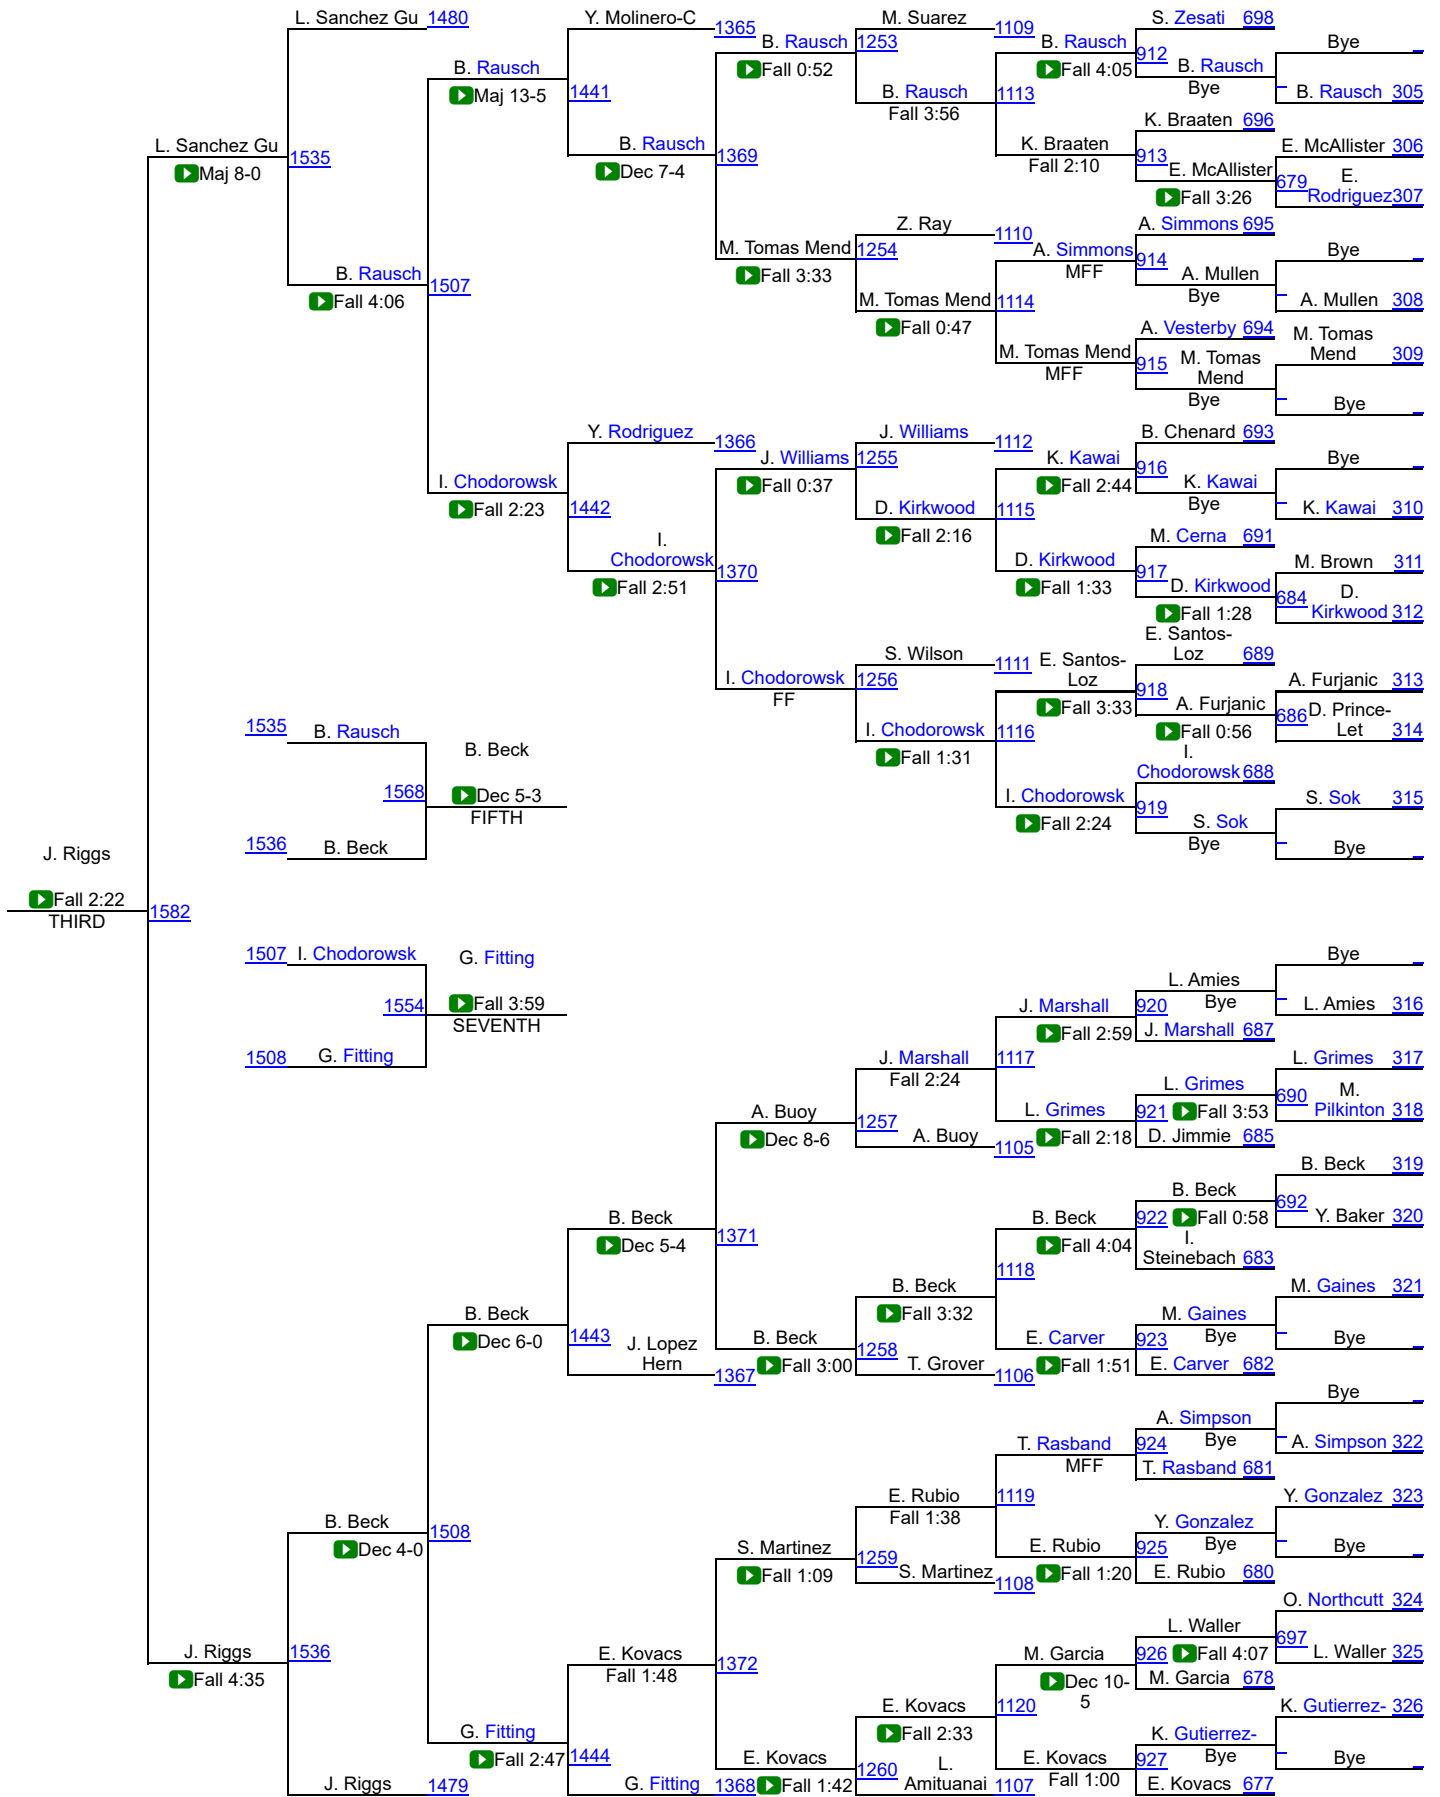 L. Sanchez Gu 1480
Y. Molinero-C 1365
M. Suarez 1109
S. Zesati 698
B. Rausch 1253
B. Rausch
Bye
Fall 0:52
Fall 4:05
912
B. Rausch
B. Rausch
Bye
B. Rausch 305
Maj 13-5
1441
B. Rausch
1113
Fall 3:56
K. Braaten 696
B. Rausch
K. Braaten
E. McAllister 306
L. Sanchez Gu
1535
Dec 7-4
1369
Fall 2:10
913
E. McAllister
Maj 8-0
679
E.
Fall 3:26
Rodriguez 307
Z. Ray 1110
A. Simmons 695
M. Tomas Mend 1254
A. Simmons
Bye
MFF
914
Fall 3:33
A. Mullen
B. Rausch
1507
M. Tomas Mend 1114
Bye
A. Mullen 308
Fall 4:06
Fall 0:47
A. Vesterby 694
M. Tomas
Mend 309
M. Tomas Mend
915
M. Tomas
MFF
Mend
Bye
Bye
Y. Rodriguez 1366
J. Williams 1112
B. Chenard 693
J. Williams 1255
K. Kawai
Bye
916
I. Chodorowsk
Fall 0:37
Fall 2:44
K. Kawai
Fall 2:23
1442
D. Kirkwood 1115
Bye
K. Kawai 310
I.
Fall 2:16
M. Cerna 691
Chodorowsk 1370
D. Kirkwood
917
M. Brown 311
Fall 2:51
Fall 1:33
D. Kirkwood
684
D.
Fall 1:28
Kirkwood 312
E. Santos-
S. Wilson 1111
E. Santos-
Loz
Loz 689
I. Chodorowsk 1256
A. Furjanic 313
FF
918
Fall 3:33
A. Furjanic
686
D. Prince-
Let 314
1535 B. Rausch
I. Chodorowsk 1116
Fall 0:56
B. Beck
Fall 1:31
I.
Chodorowsk 688
1568
Dec 5-3
I. Chodorowsk
919
S. Sok 315
FIFTH
Fall 2:24
S. Sok
1536 B. Beck
Bye
Bye
J. Riggs
Fall 2:22
1582
THIRD
1507 I. Chodorowsk
G. Fitting
Bye
1554
Fall 3:59
L. Amies
SEVENTH
J. Marshall
920
Bye
L. Amies 316
Fall 2:59
J. Marshall 687
1508 G. Fitting
J. Marshall
1117
L. Grimes 317
Fall 2:24
L. Grimes
690
M.
A. Buoy
1257
L. Grimes
921
Fall 3:53
Pilkinton 318
Dec 8-6
A. Buoy 1105
Fall 2:18
D. Jimmie 685
B. Beck 319
B. Beck
692
B. Beck
1371
B. Beck
922
Fall 0:58
Y. Baker 320
Dec 5-4
Fall 4:04
I.
1118
Steinebach 683
B. Beck
M. Gaines 321
B. Beck
Fall 3:32
M. Gaines
Dec 6-0
1443
J. Lopez
B. Beck
1258
E. Carver
923
Bye
Bye
Hern 1367
Fall 3:00
T. Grover 1106
Fall 1:51
E. Carver 682
Bye
A. Simpson
T. Rasband
924
Bye
A. Simpson 322
MFF
T. Rasband 681
E. Rubio
1119
Y. Gonzalez 323
B. Beck
1508
Fall 1:38
Y. Gonzalez
Dec 4-0
S. Martinez
1259
E. Rubio
925
Bye
Bye
Fall 1:09
S. Martinez 1108
Fall 1:20
E. Rubio 680
O. Northcutt 324
L. Waller
697
J. Riggs
1536
E. Kovacs
1372
M. Garcia
926
Fall 4:07
L. Waller 325
Fall 4:35
Fall 1:48
Dec 10-
5
M. Garcia 678
E. Kovacs
1120
K. Gutierrez- 326
G. Fitting
Fall 2:33
K. Gutierrez-
Fall 2:47
1444
E. Kovacs
1260
L.
E. Kovacs
927
Bye
Bye
J. Riggs 1479
G. Fitting 1368
Fall 1:42
Amituanai 1107
Fall 1:00
E. Kovacs 677